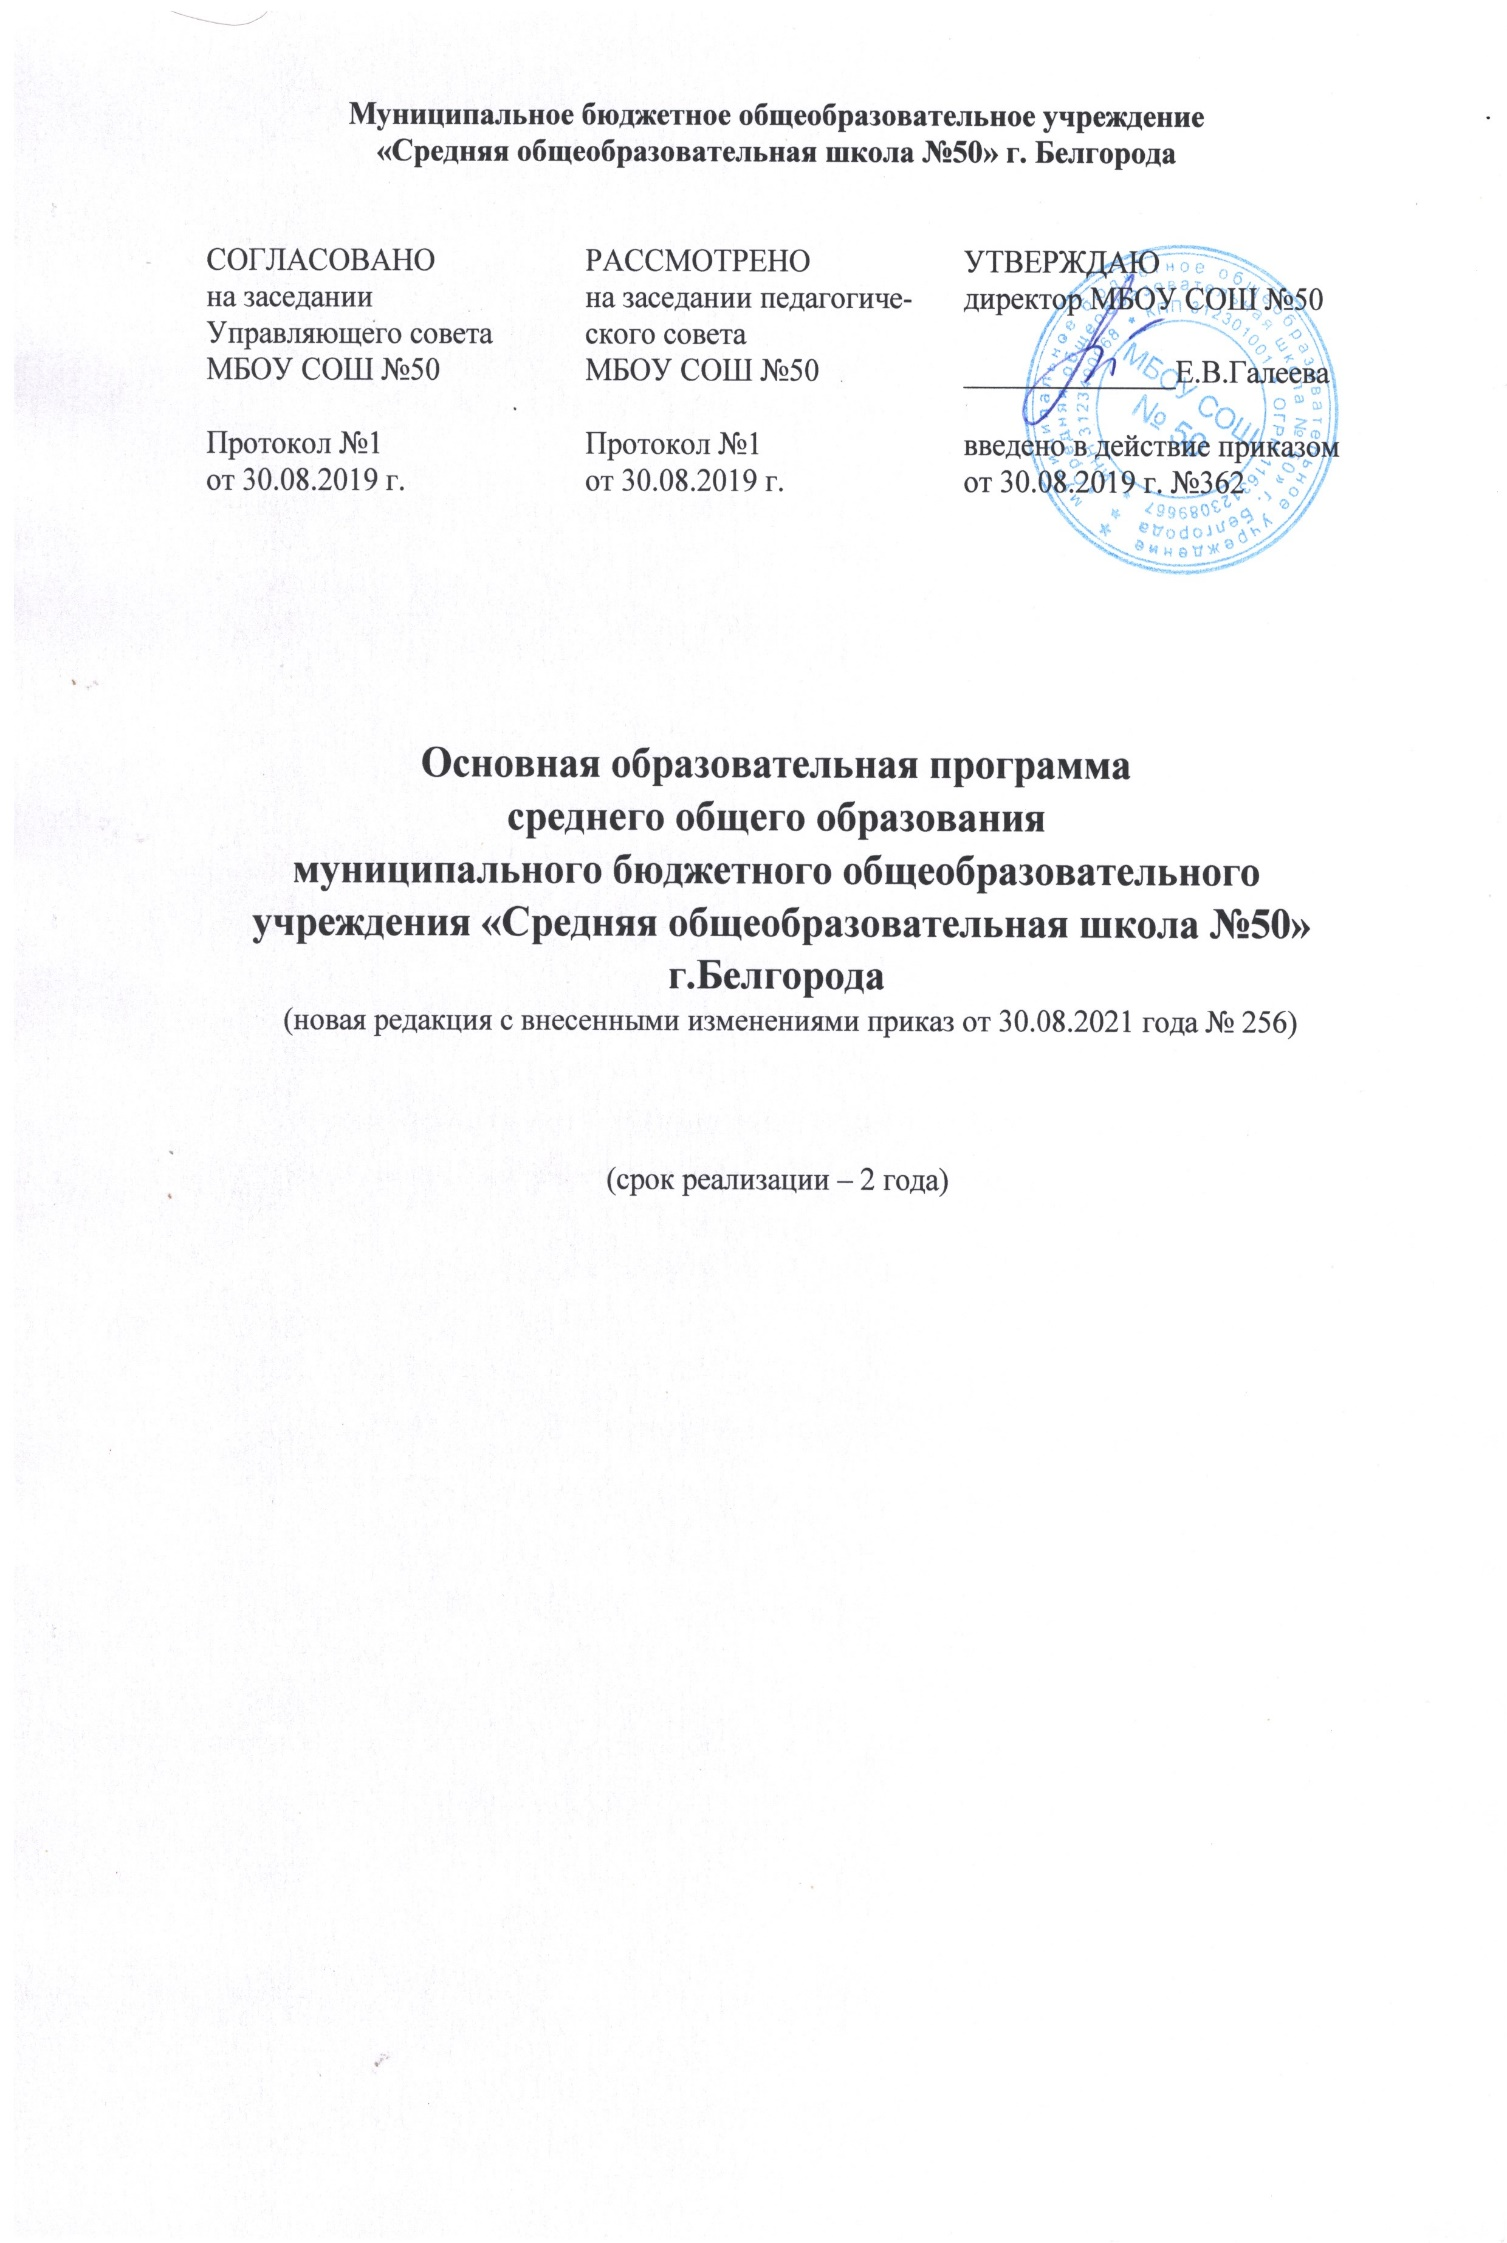 Муниципальное бюджетное общеобразовательное учреждение
«Средняя общеобразовательная школа №50» г. Белгорода
СОГЛАСОВАНО
на заседании
Управляющего совета
МБОУ СОШ №50
Протокол №1
от 30.08.2019 г.
РАССМОТРЕНО
на заседании педагогиче-
ского совета
МБОУ СОШ №50
Протокол №1
от 30.08.2019 г.
УТВЕРЖДАЮ
директор МБОУ СОШ №50
Е.В.Галеева
введено в действие приказом
от 30.08.2019 г. №362
МБОУ СОШ
№ 50
Основная образовательная программа
среднего общего образования
муниципального бюджетного общеобразовательного
учреждения «Средняя общеобразовательная школа №50»
г.Белгорода
(новая редакция с внесенными изменениями приказ от 30.08.2021 года № 256)
(срок реализации – 2 года)